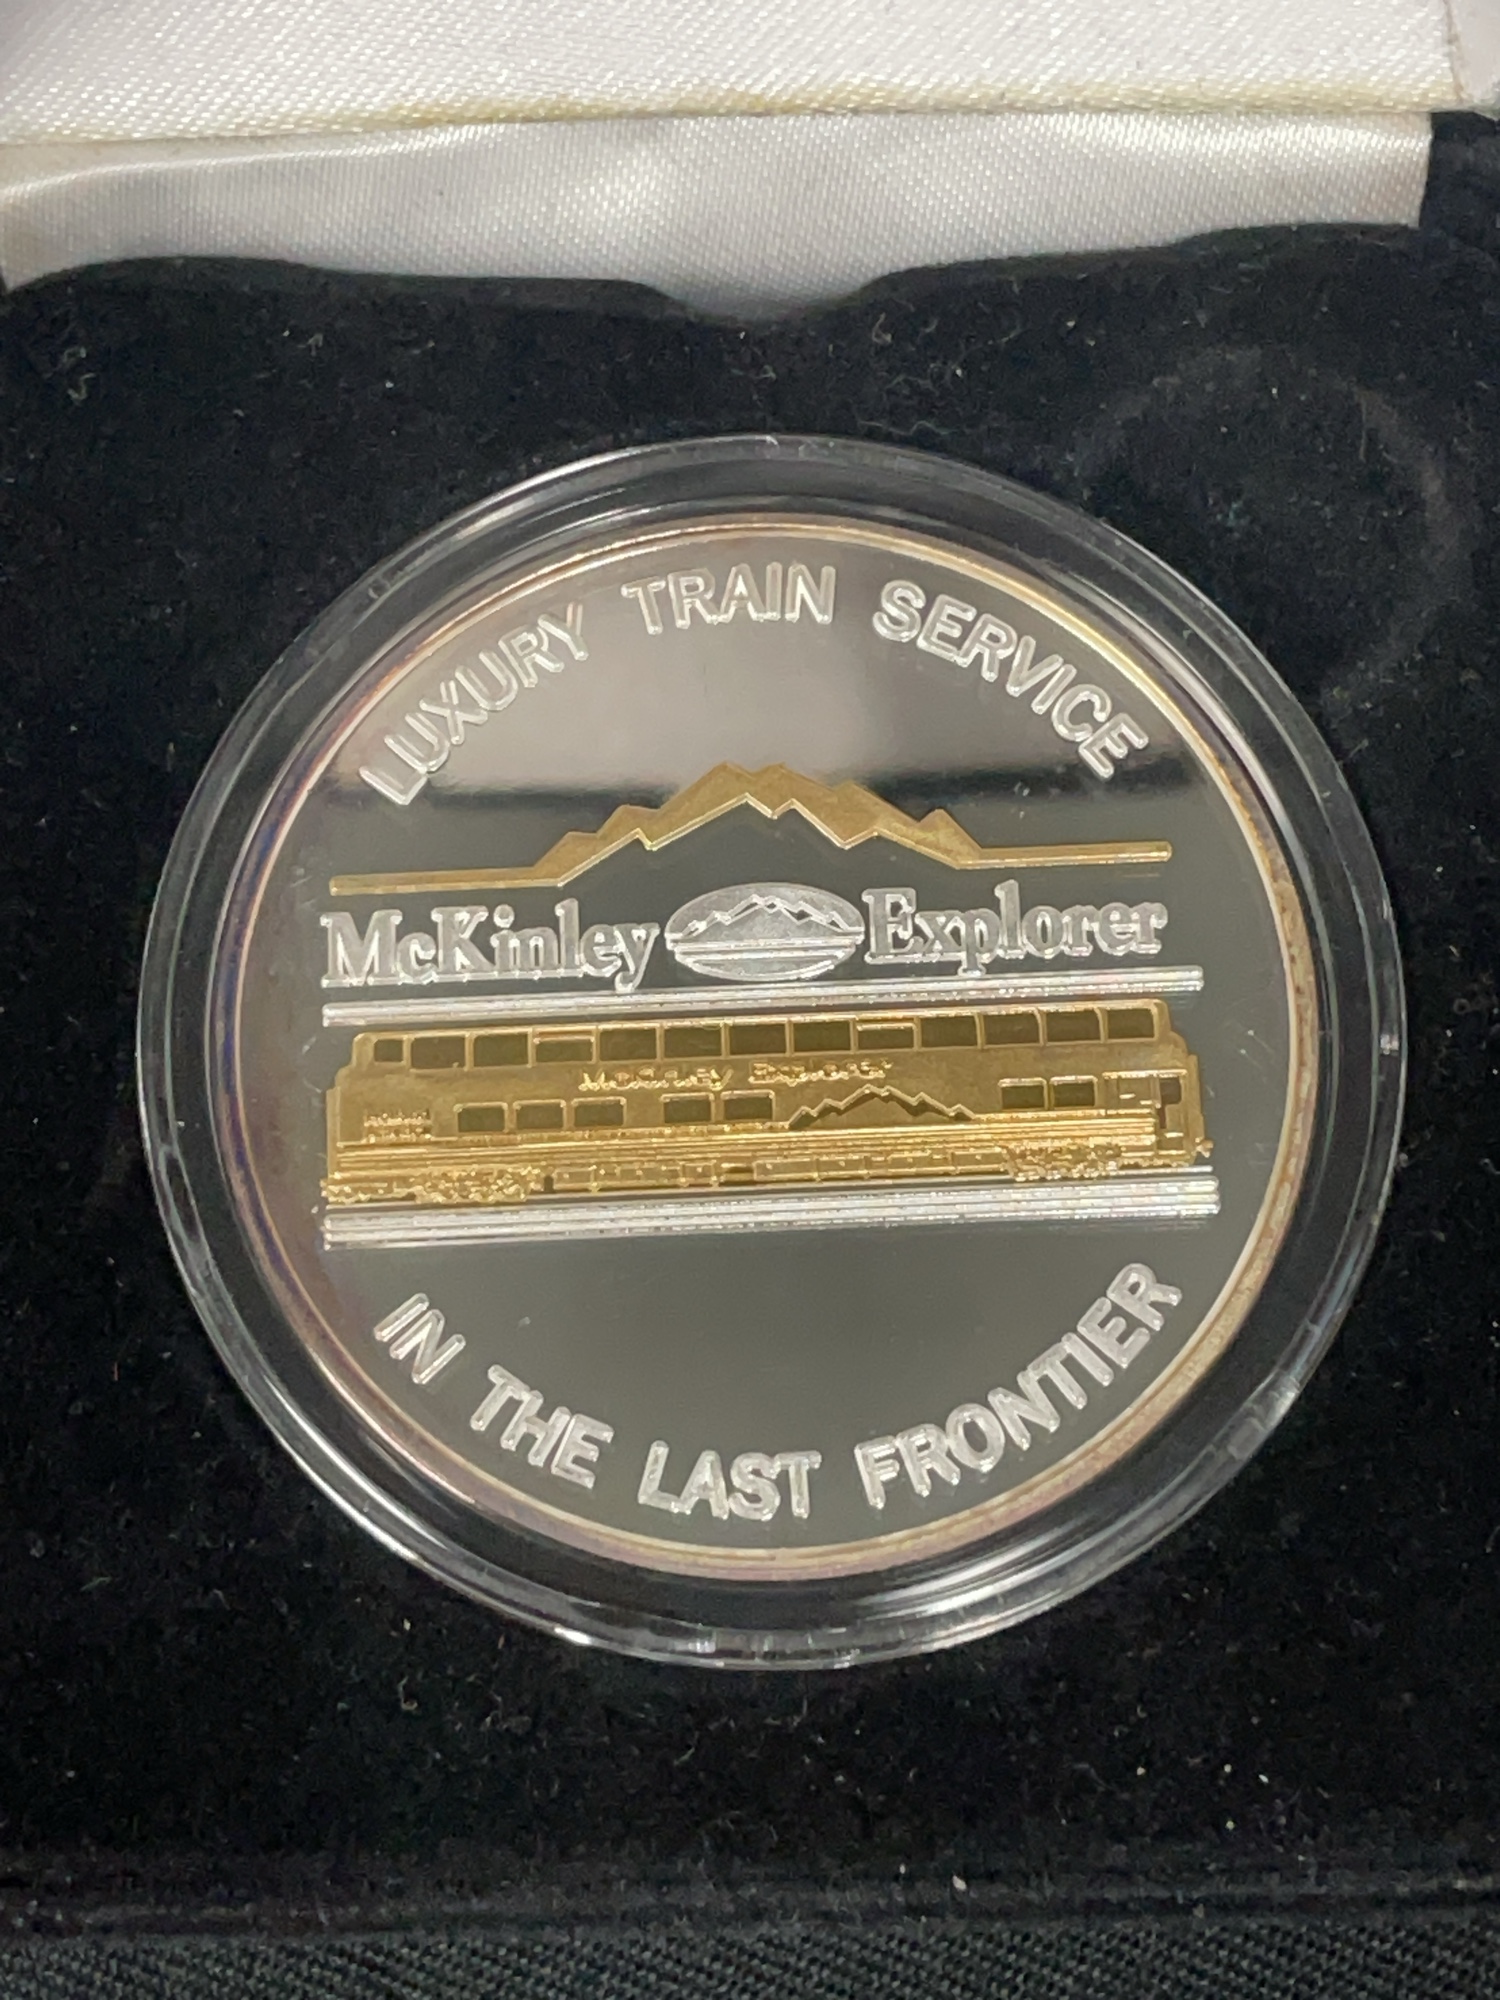 LUXURY TRAIN SERVICE
McKinley Explorer
McKinley Explorer
IN THE LAST FRONTIER